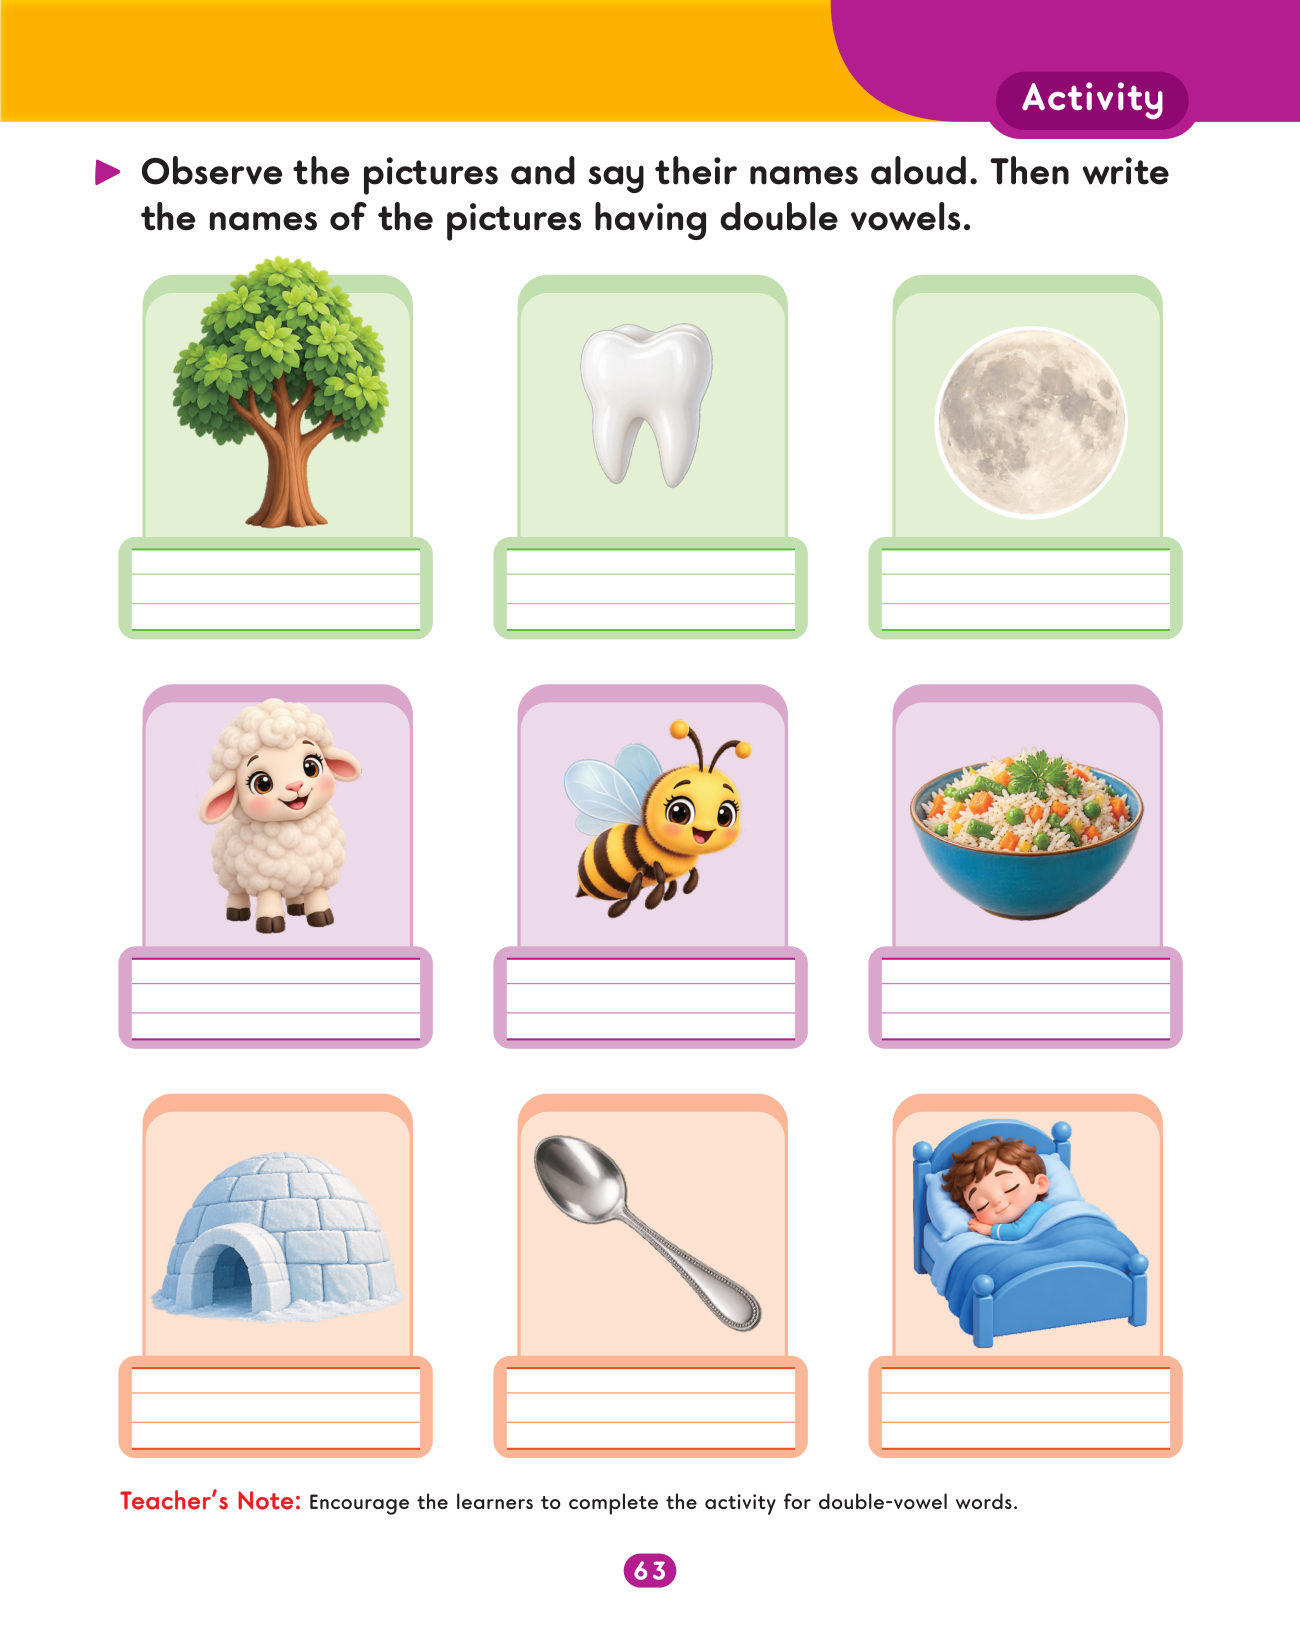 Activity
Observe the pictures and say their names aloud. Then write
the names of the pictures having double vowels.
Teacher's Note: Encourage the learners to complete the activity for double-vowel words.
63